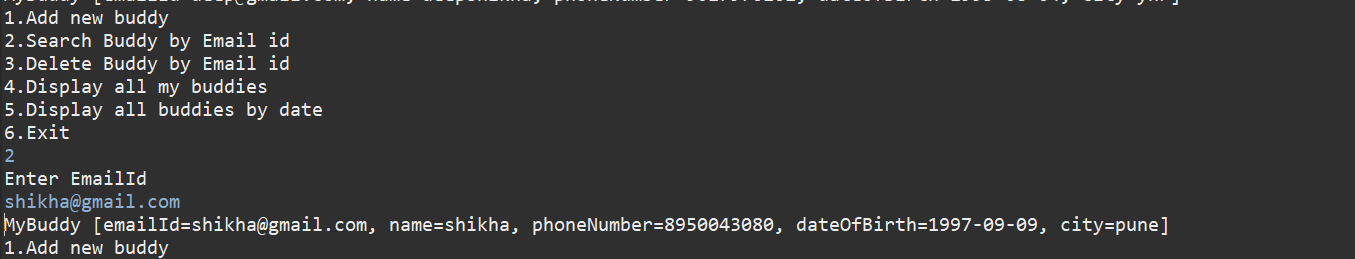 1.Add new buddy
2.Search Buddy by Email id
3.Delete Buddy by Email id
4.Display all my buddies
5.Display all buddies by date
6.Exit
2
Enter EmailId
shikha@gmail.com
MyBuddy [emailId=shikha@gmail.com, name=shikha, phoneNumber=8950043080, dateOfBirth=1997-09-09, city=pune]
1.Add new buddy